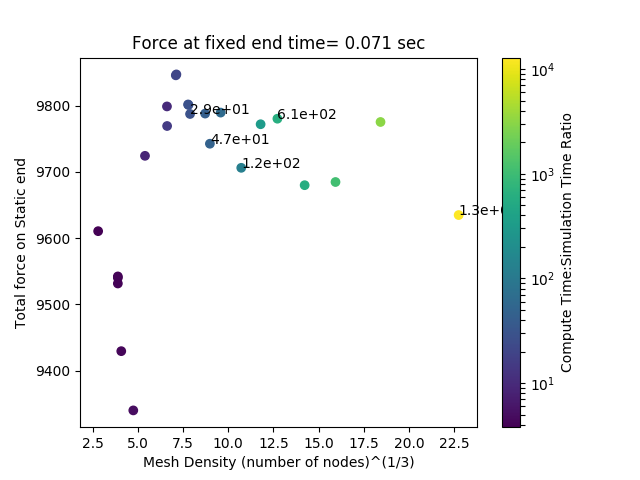 Force at fixed end time= 0.071 sec
Total force on Static end
9800
9700
9600
9500
9400
2.9e+01
6.1e+02
4.7e+01
1.2e+02
2.5
5.0
7.5
10.0
12.5
15.0
17.5
20.0
22.5
Mesh Density (number of nodes)^(1/3)
10^4
10^3
10^2
10^1
Compute Time:Simulation Time Ratio